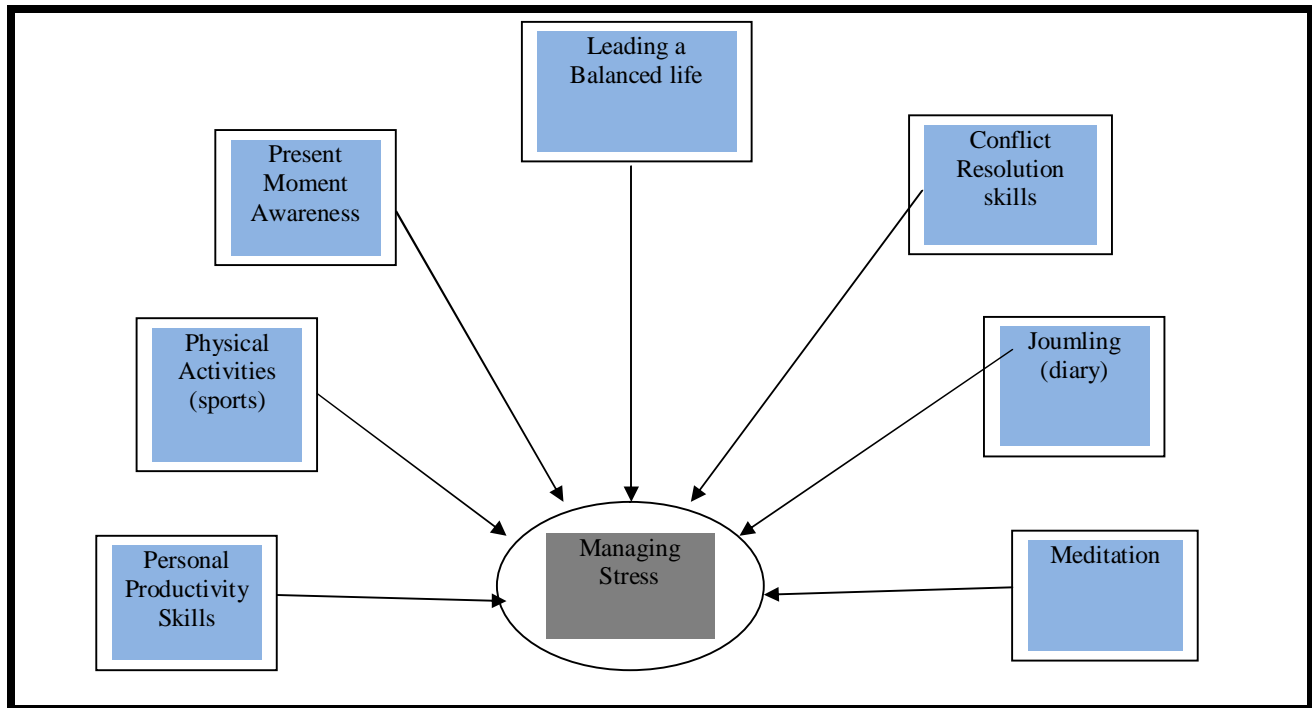 Leading a
Balanced life
Present
Moment
Awareness
Conflict
Resolution
skills
Physical
Activities
(sports)
Joumling
(diary)
Managing
Stress
Personal
Productivity
Skills
Meditation